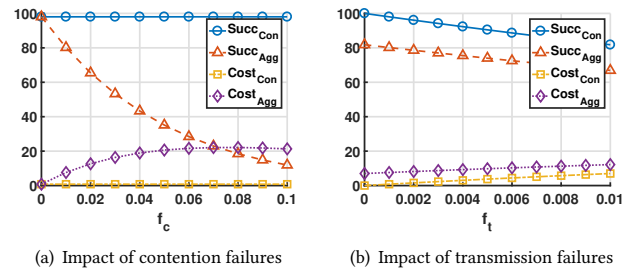 100
80
60
40
20
0
0 0.02 0.04 0.06 0.08 0.1
f_c
Succ_Con
Succ_Agg
Cost_Con
Cost_Agg
(a) Impact of contention failures
100
80
60
40
20
0
0 0.002 0.004 0.006 0.008 0.01
f_t
Succ_Con
Succ_Agg
Cost_Con
Cost_Agg
(b) Impact of transmission failures